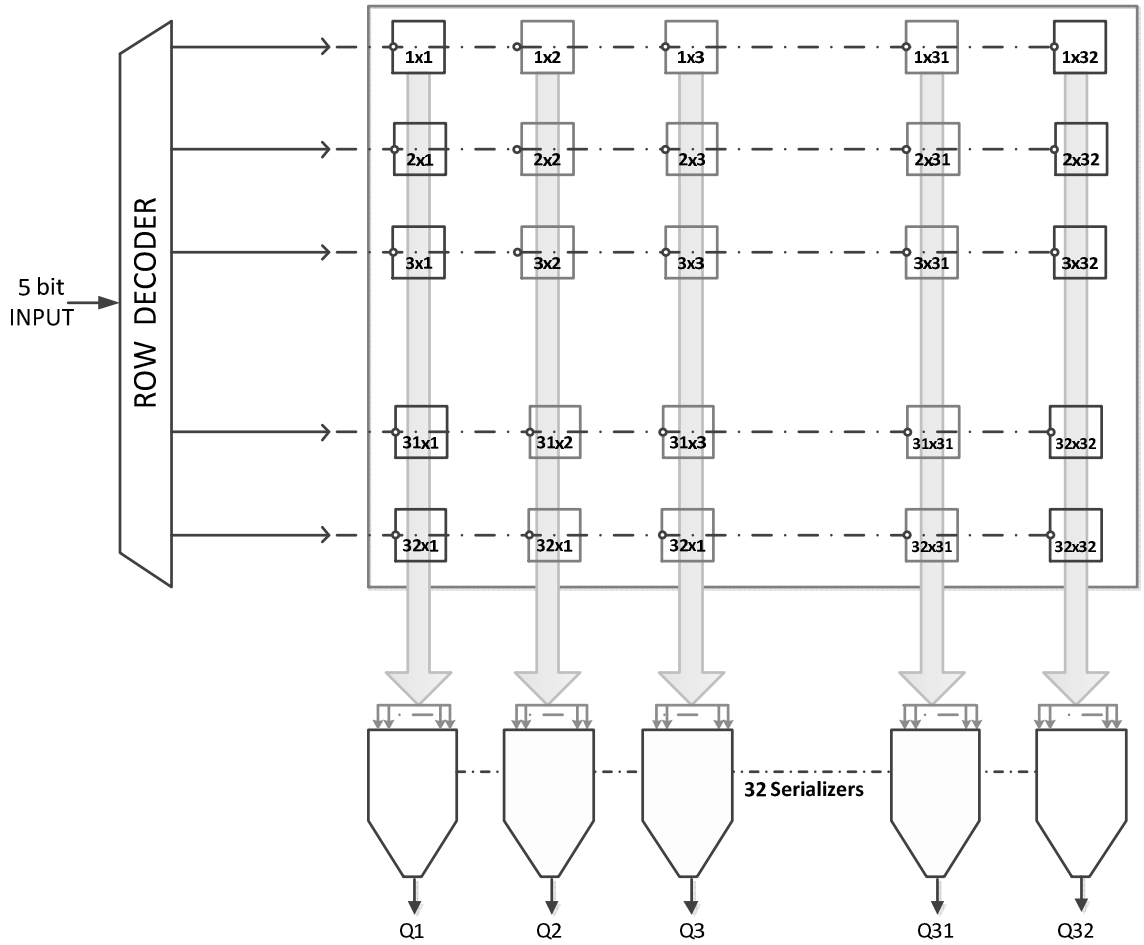 1x1
1x2
1x3
1x31
1x32
2x1
2x2
2x3
2x31
2x32
3x1
3x2
3x3
3x31
3x32
5 bit
INPUT
ROW DECODER
31x1
31x2
31x3
31x31
32x32
32x1
32x1
32x1
32x31
32x32
32 Serializers
Q1
Q2
Q3
Q31
Q32